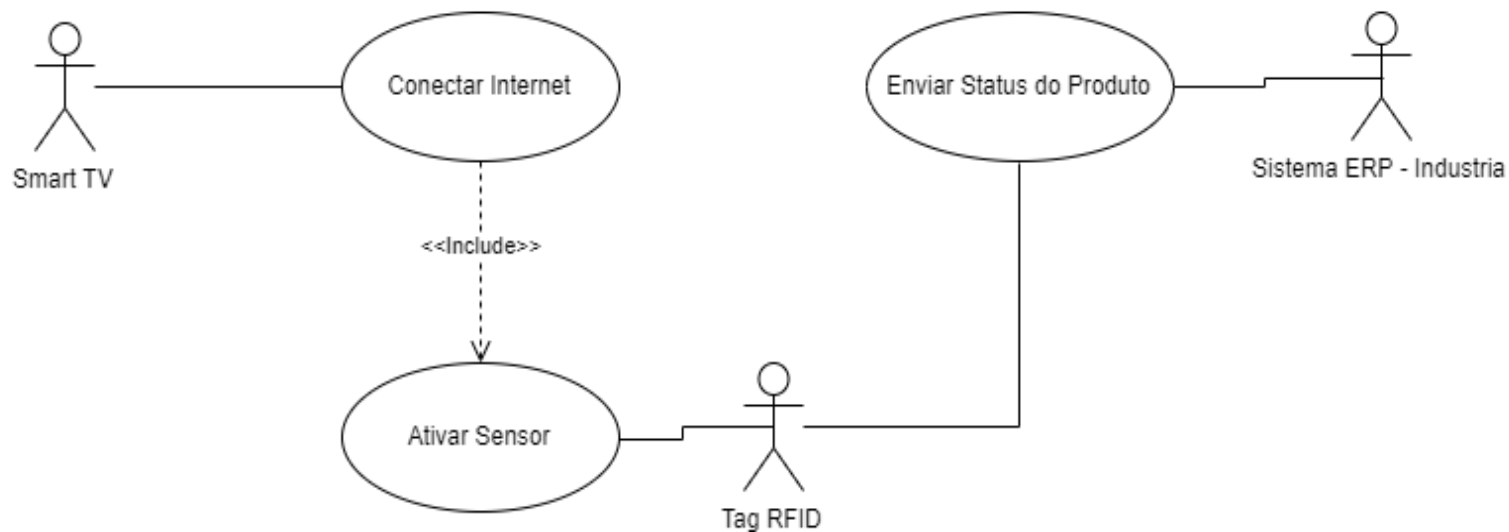 Conectar Internet
Enviar Status do Produto
Smart TV
Sistema ERP - Industria
<<Include>>
Ativar Sensor
Tag RFID